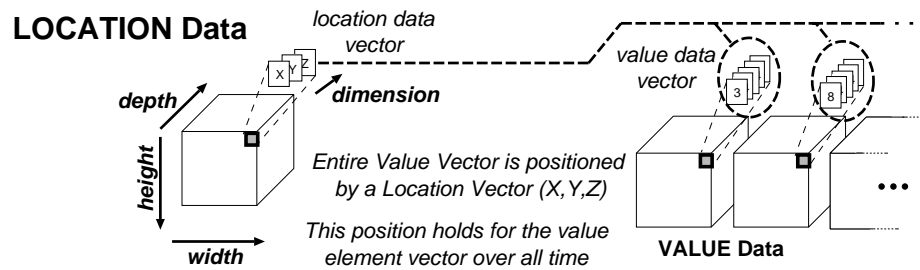 LOCATION Data
location data
vector
X Y Z
depth
dimension
height
width
Entire Value Vector is positioned
by a Location Vector (X,Y,Z)
This position holds for the value
element vector over all time
value data
vector
3
8
VALUE Data